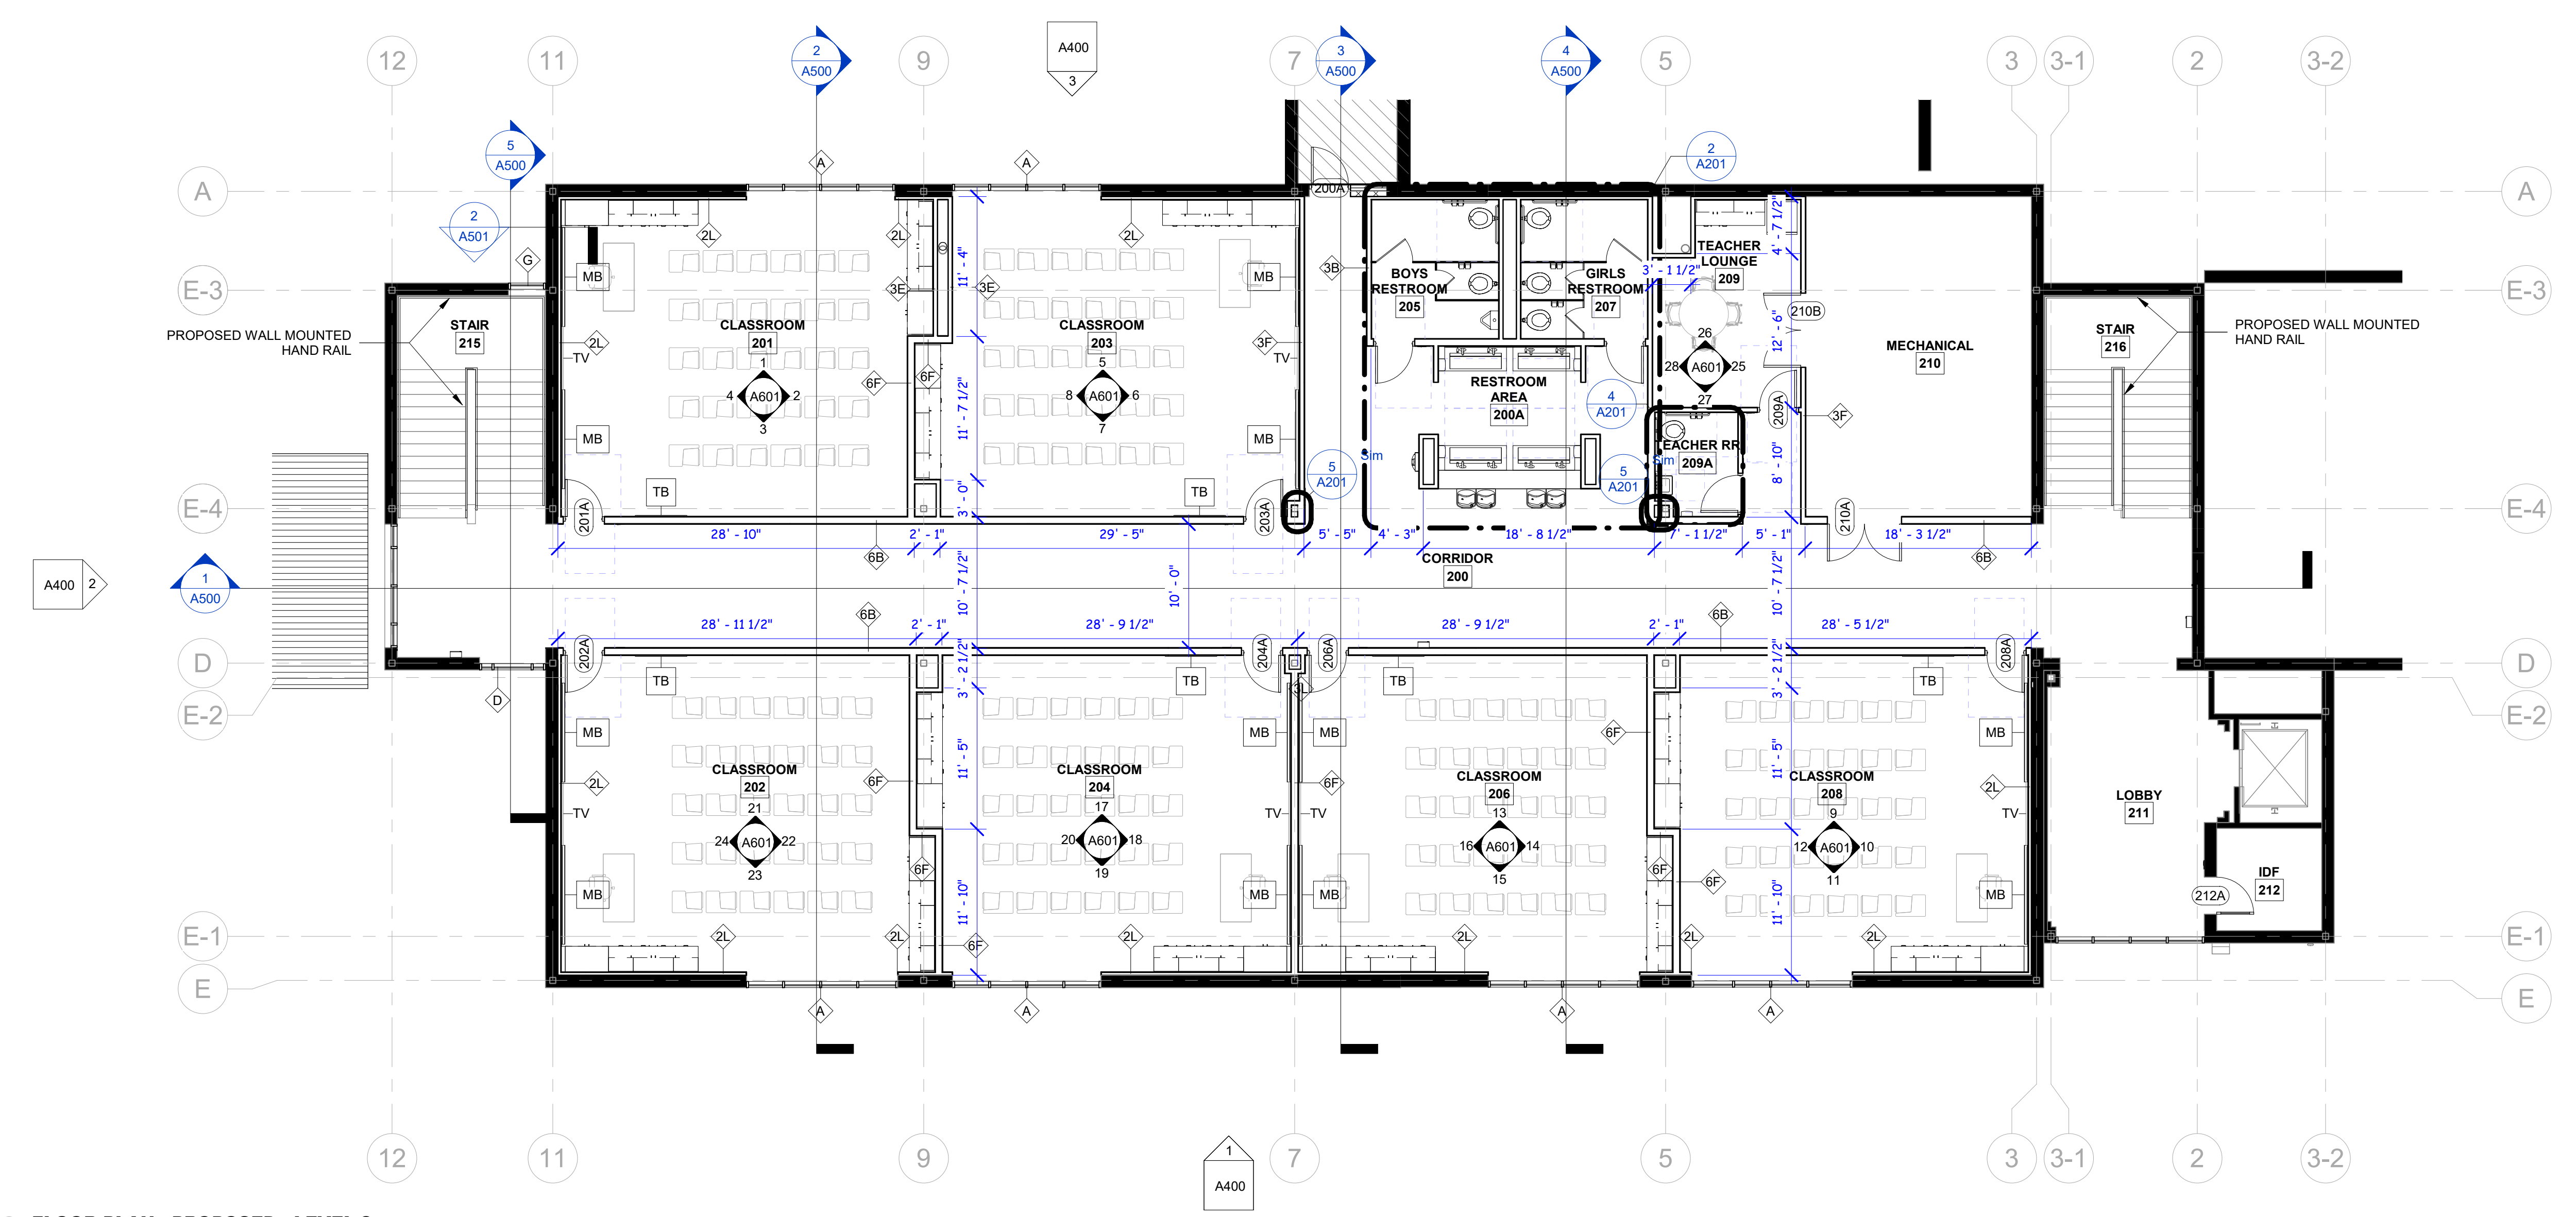 12
11
2
A500
9
A400
3
7
3
A500
4
A500
5
3
3-1
2
3-2
5
A500
A
A
2
A201
A
200A
A
2
A501
G
2L
2L
2L
4' - 7 1/2"
TEACHER
LOUNGE
209
E-3
MB
3E
11' - 4"
3E
MB
3B
BOYS
RESTROOM
205
GIRLS
RESTROOM
207
3' - 1 1/2"
E-3
PROPOSED WALL MOUNTED
HAND RAIL
STAIR
215
2L
TV
CLASSROOM
201
CLASSROOM
203
3F
TV
210B
12' - 6"
MECHANICAL
210
STAIR
216
PROPOSED WALL MOUNTED
HAND RAIL
1
4
A601
2
3
6F
6F
11' - 7 1/2"
5
8
A601
6
7
RESTROOM
AREA
200A
4
A201
26
28
A601
25
27
209A
3F
MB
MB
Sim
5
A201
5
A201
Sim
TEACHER RR
209A
8' - 10"
E-4
201A
TB
3' - 0"
TB
203A
210A
E-4
28' - 10"
2' - 1"
29' - 5"
5' - 5"
4' - 3"
18' - 8 1/2"
7' - 1 1/2"
5' - 1"
18' - 3 1/2"
6B
6B
CORRIDOR
200
A400
2
1
A500
10' - 7 1/2"
10' - 0"
10' - 7 1/2"
6B
6B
28' - 11 1/2"
2' - 1"
28' - 9 1/2"
28' - 9 1/2"
2' - 1"
28' - 5 1/2"
D
202A
204A
206A
208A
D
TB
3' - 2 1/2"
TB
TB
3' - 2 1/2"
TB
D
3L
E-2
E-2
MB
MB
MB
6F
MB
2L
CLASSROOM
202
6F
11' - 5"
CLASSROOM
204
6F
CLASSROOM
206
11' - 5"
CLASSROOM
208
2L
TV
TV
TV
TV
LOBBY
211
21
24
A601
22
23
17
20
A601
18
19
13
16
A601
14
15
9
12
A601
10
11
MB
6F
11' - 10"
MB
MB
6F
6F
11' - 10"
MB
212A
IDF
212
E-1
2L
2L
6F
2L
2L
2L
2L
E-1
E
A
A
A
A
E
12
11
9
1
A400
7
5
3
3-1
2
3-2